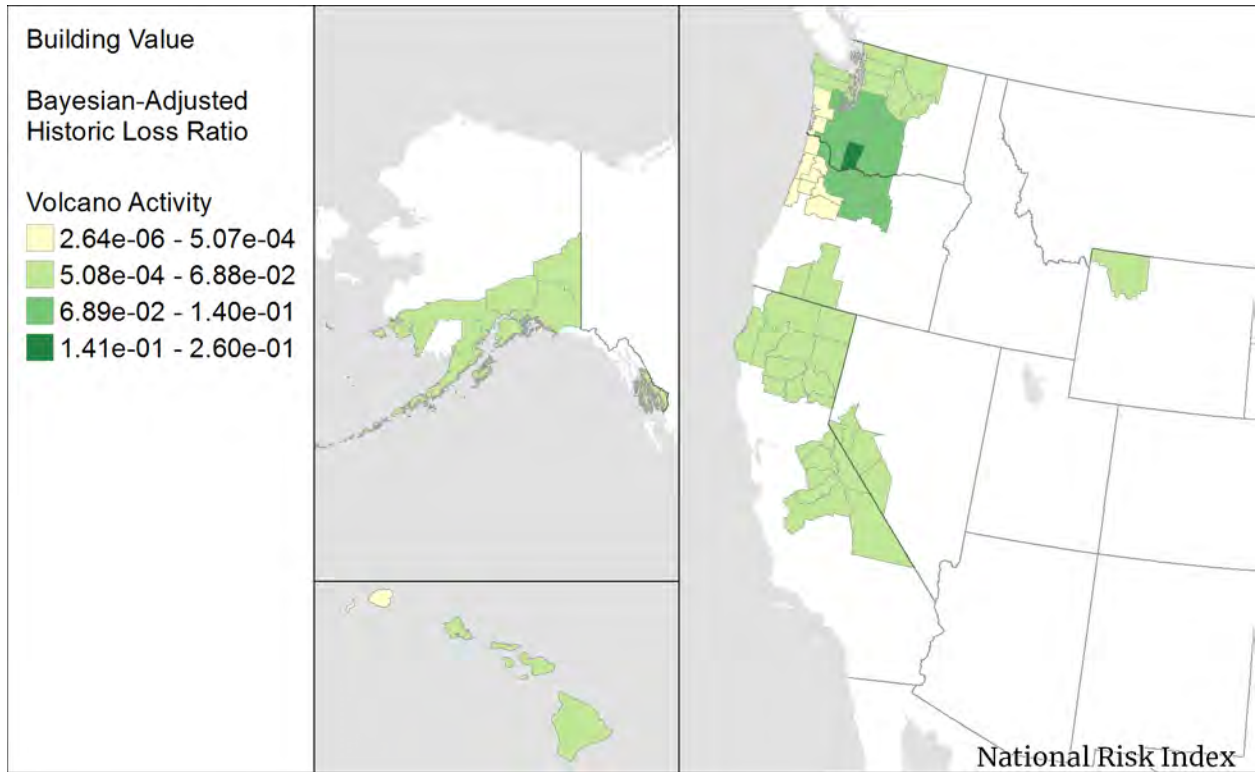 Building Value
Bayesian-Adjusted
Historic Loss Ratio
Volcano Activity
2.64e-06 - 5.07e-04
5.08e-04 - 6.88e-02
6.89e-02 - 1.40e-01
1.41e-01 - 2.60e-01
National Risk Index